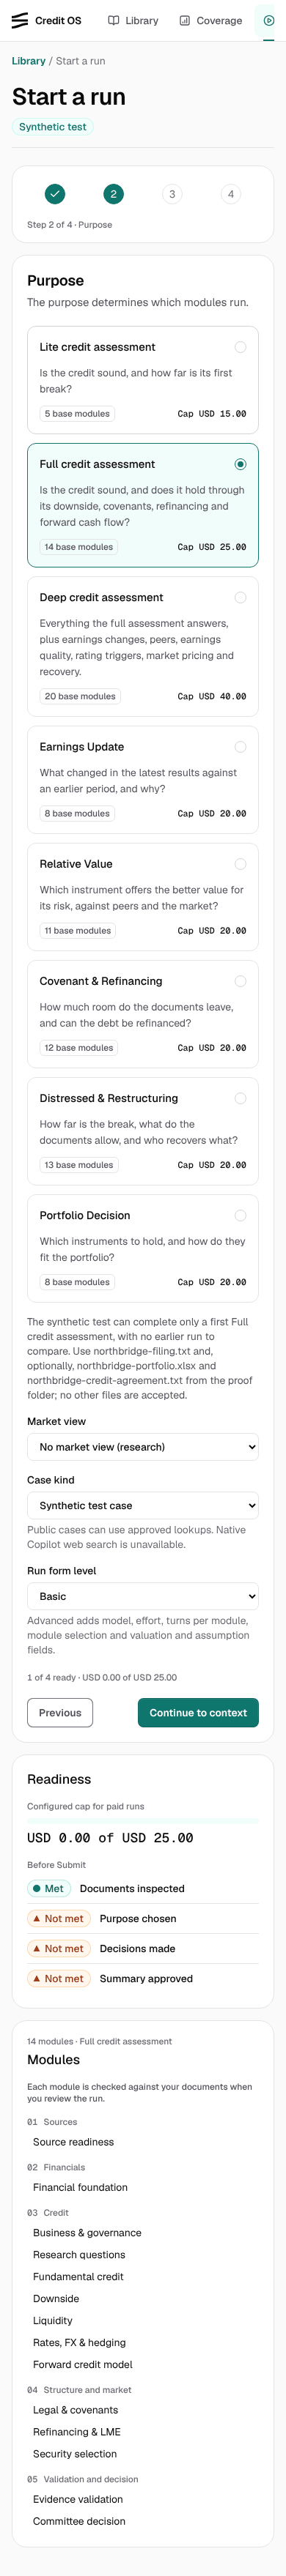 Credit OS Library Coverage
Library / Start a run
Start a run
Synthetic test
2 3 4
Step 2 of 4 · Purpose
Purpose
The purpose determines which modules run.
Lite credit assessment
Is the credit sound, and how far is its first
break?
5 base modules Cap USD 15.00
Full credit assessment
Is the credit sound, and does it hold through
its downside, covenants, refinancing and
forward cash flow?
14 base modules Cap USD 25.00
Deep credit assessment
Everything the full assessment answers,
plus earnings changes, peers, earnings
quality, rating triggers, market pricing and
recovery.
20 base modules Cap USD 40.00
Earnings Update
What changed in the latest results against
an earlier period, and why?
8 base modules Cap USD 20.00
Relative Value
Which instrument offers the better value for
its risk, against peers and the market?
11 base modules Cap USD 20.00
Covenant & Refinancing
How much room do the documents leave,
and can the debt be refinanced?
12 base modules Cap USD 20.00
Distressed & Restructuring
How far is the break, what do the
documents allow, and who recovers what?
13 base modules Cap USD 20.00
Portfolio Decision
Which instruments to hold, and how do they
fit the portfolio?
8 base modules Cap USD 20.00
The synthetic test can complete only a first Full
credit assessment, with no earlier run to
compare. Use northbridge-filing.txt and,
optionally, northbridge-portfolio.xlsx and
northbridge-credit-agreement.txt from the proof
folder; no other files are accepted.
Market view
No market view (research)
Case kind
Synthetic test case
Public cases can use approved lookups. Native
Copilot web search is unavailable.
Run form level
Basic
Advanced adds model, effort, turns per module,
module selection and valuation and assumption
fields.
1 of 4 ready · USD 0.00 of USD 25.00
Previous Continue to context
Readiness
Configured cap for paid runs
USD 0.00 of USD 25.00
Before Submit
Met Documents inspected
Not met Purpose chosen
Not met Decisions made
Not met Summary approved
14 modules · Full credit assessment
Modules
Each module is checked against your documents when
you review the run.
01 Sources
Source readiness
02 Financials
Financial foundation
03 Credit
Business & governance
Research questions
Fundamental credit
Downside
Liquidity
Rates, FX & hedging
Forward credit model
04 Structure and market
Legal & covenants
Refinancing & LME
Security selection
05 Validation and decision
Evidence validation
Committee decision